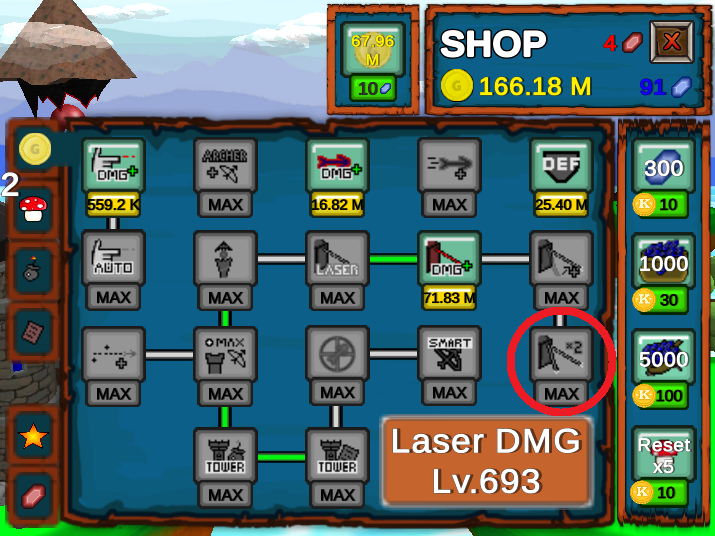 67.96
M
10
SHOP
4
G 166.18 M
91
G
2
DMG+
559.2 K
ARCHER
MAX
DMG+
16.82 M
MAX
DEF
25.40 M
300
K 10
AUTO
MAX
MAX
LASER
MAX
DMG+
71.83 M
MAX
1000
K 30
MAX
+MAX
MAX
MAX
SMART
MAX
×2
MAX
5000
K 100
TOWER
MAX
TOWER
MAX
Laser DMG
Lv.693
Reset
x5
K 10